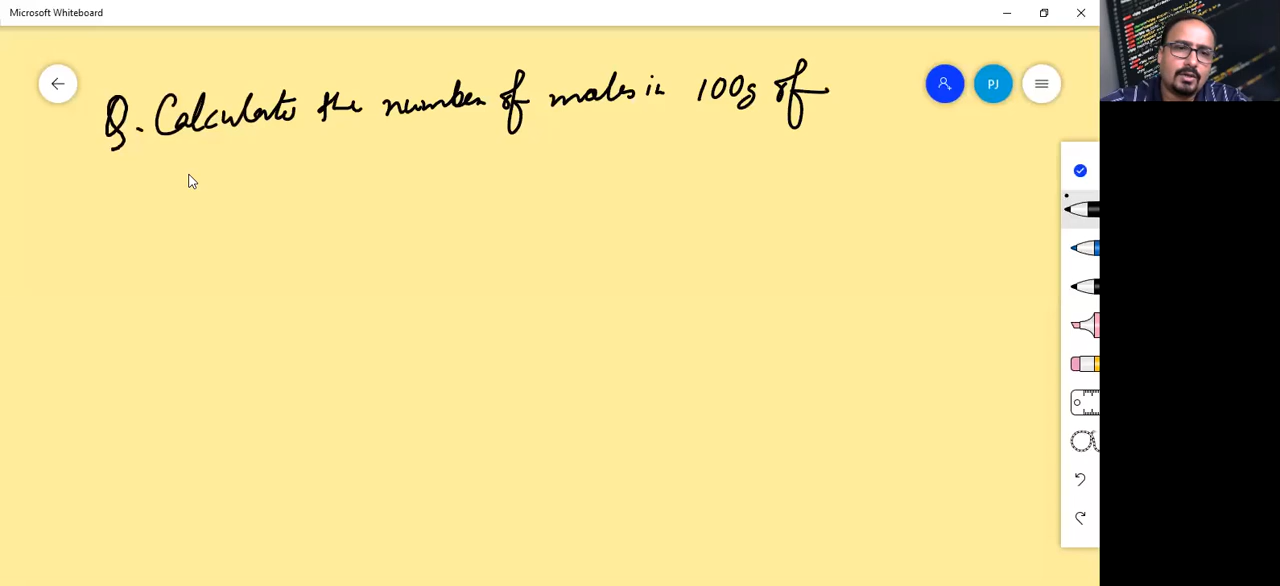 Microsoft Whiteboard
Q. Calculate the number of moles in 100g of
PJ